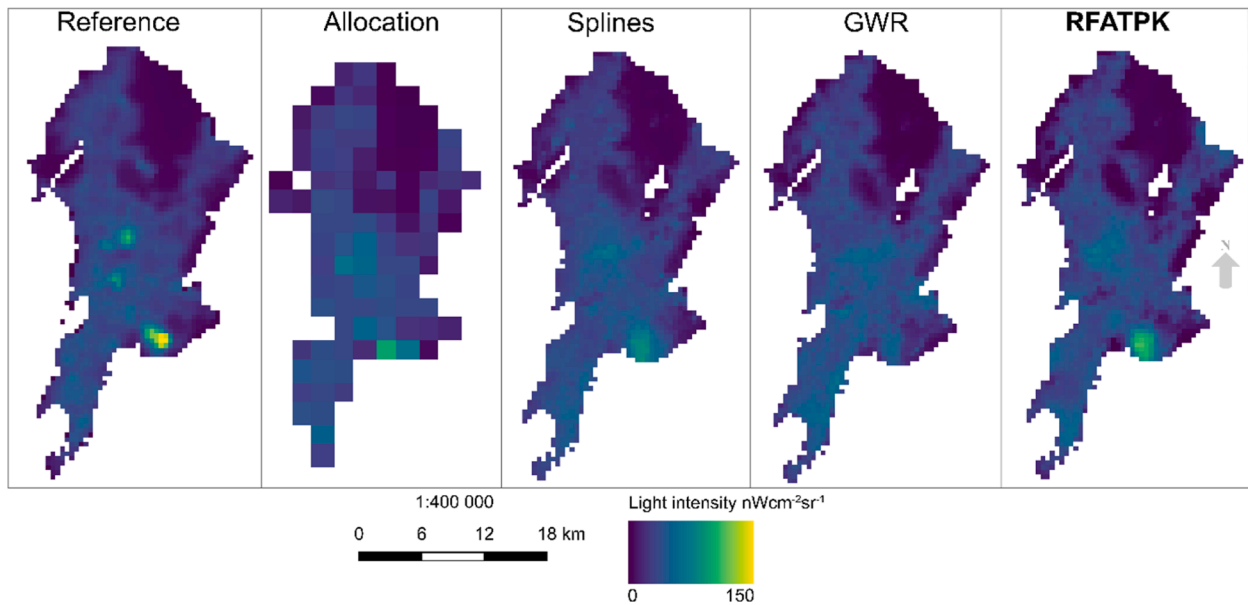 Reference Allocation Splines GWR RFATPK
N
1:400 000
0 6 12 18 km
Light intensity nWcm⁻²sr⁻¹
0 150